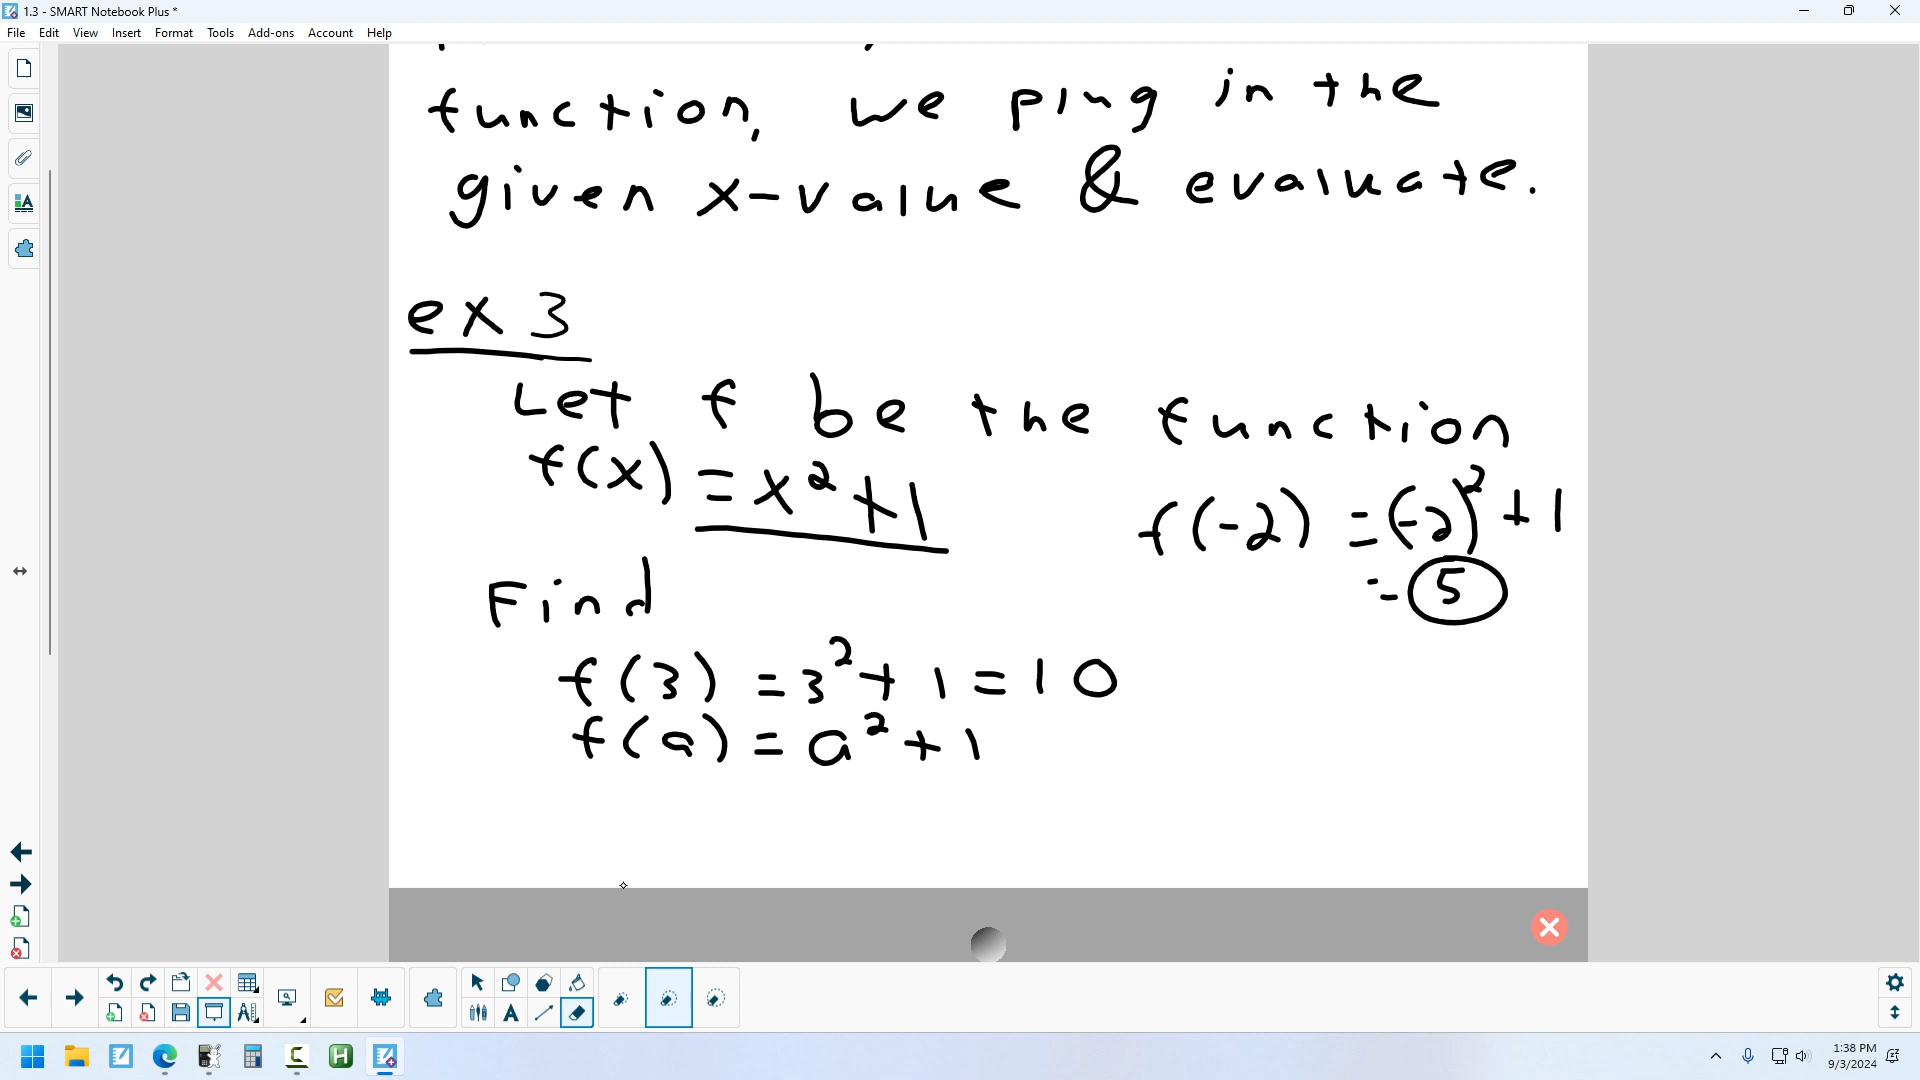 1.3 - SMART Notebook Plus *
File Edit View Insert Format Tools Add-ons Account Help
function, we plug in the
given x-value & evaluate.
ex 3
Let f be the function
f(x) = x² + 1
f(-2) = (-2)² + 1
= 5
Find
f(3) = 3² + 1 = 10
f(a) = a² + 1
1:38 PM
9/3/2024